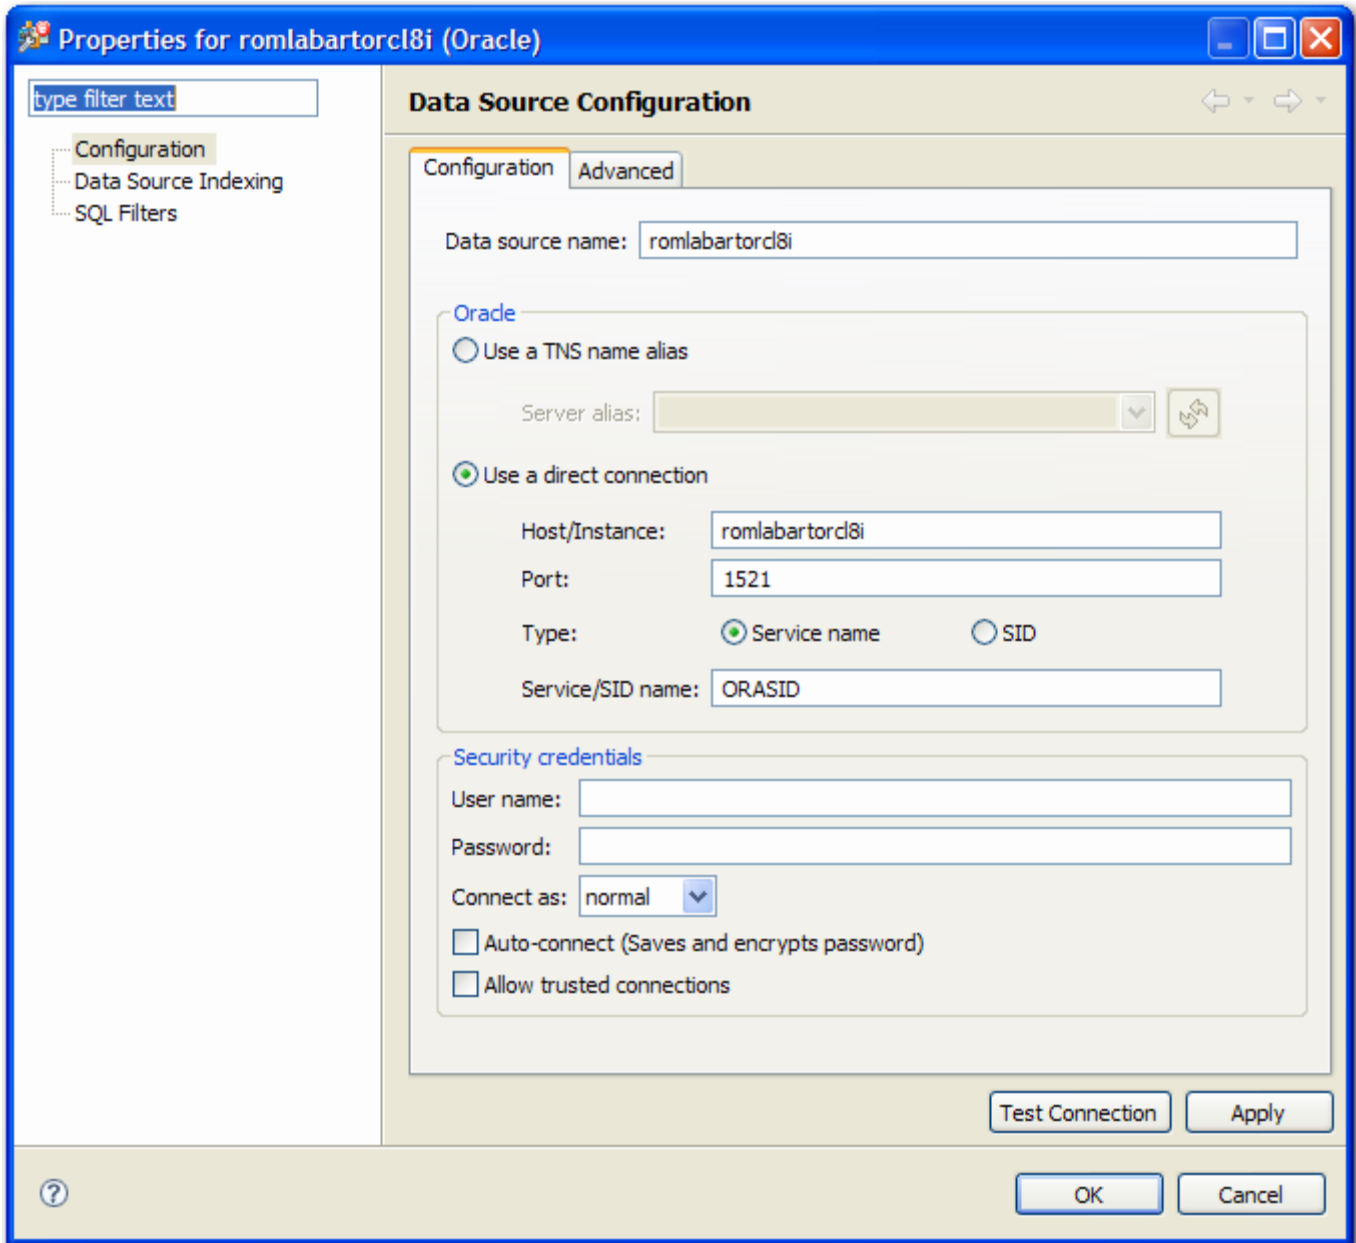 Properties for romlabartorcl8i (Oracle)
type filter text
Configuration
Data Source Indexing
SQL Filters
Data Source Configuration
Configuration
Advanced
Data source name: romlabartorcl8i
Oracle
Use a TNS name alias
Server alias:
Use a direct connection
Host/Instance: romlabartorcl8i
Port: 1521
Type: Service name SID
Service/SID name: ORASID
Security credentials
User name:
Password:
Connect as: normal
Auto-connect (Saves and encrypts password)
Allow trusted connections
Test Connection Apply
? OK Cancel